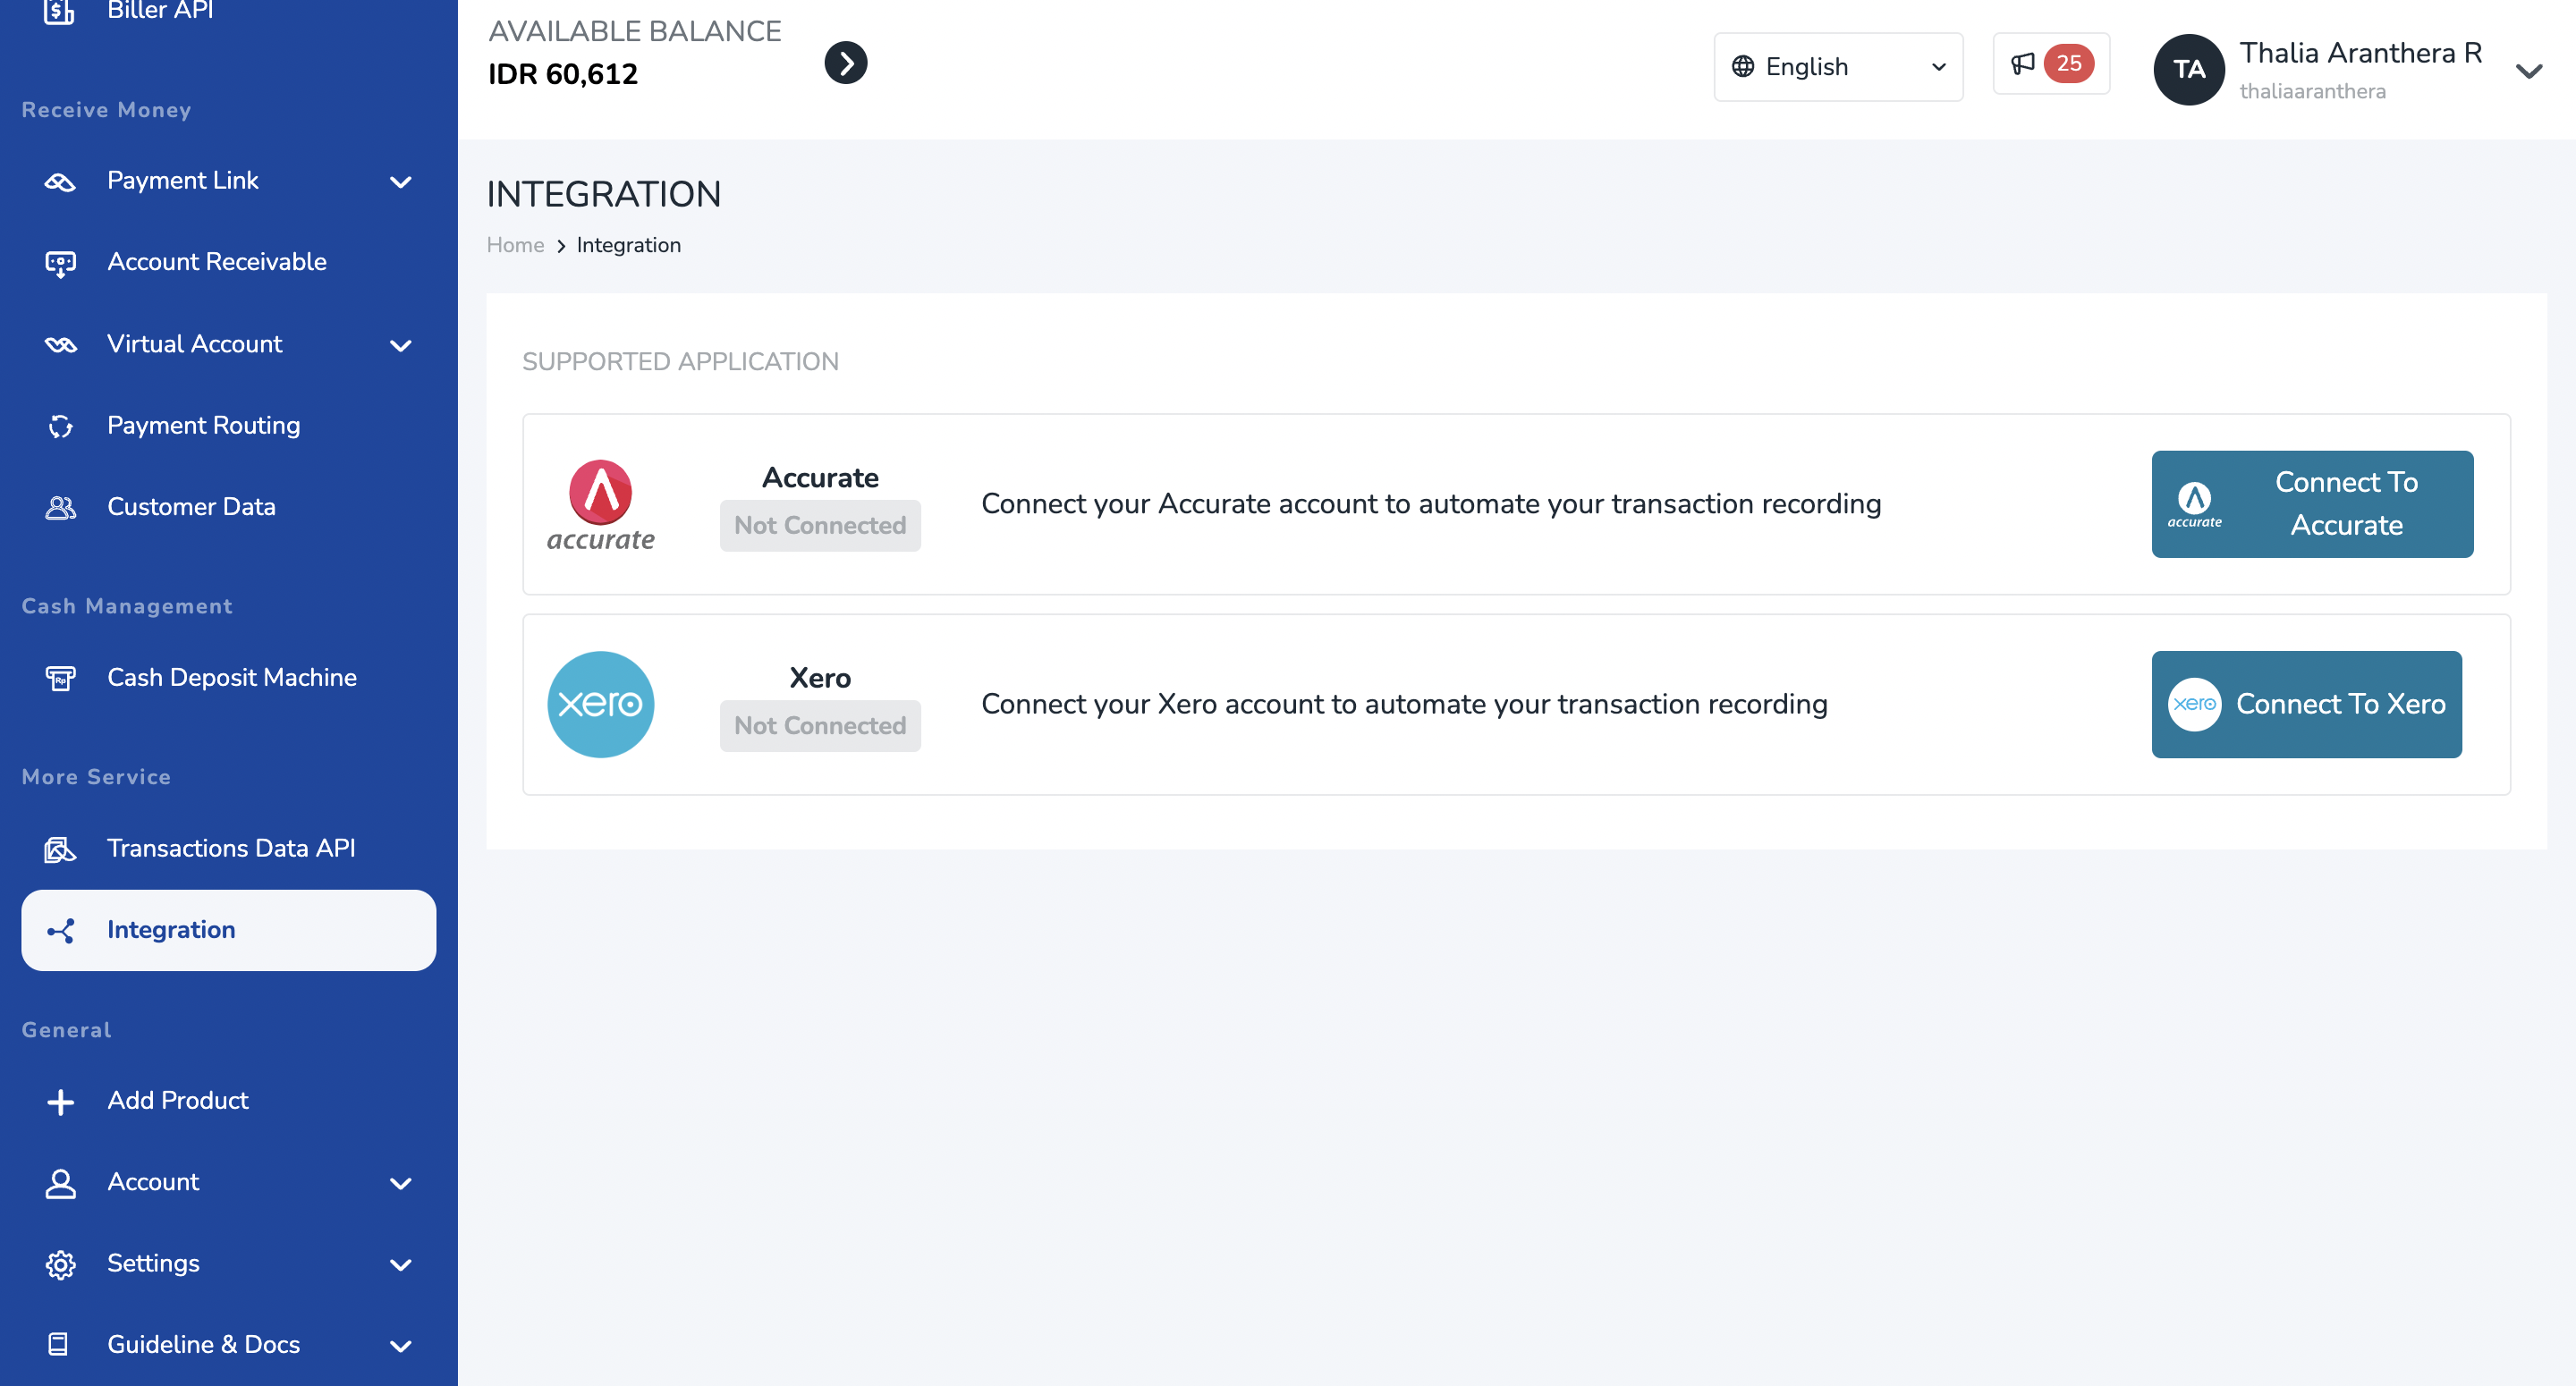 Biller API
Receive Money
Payment Link
Account Receivable
Virtual Account
Payment Routing
Customer Data
Cash Management
Rp
Cash Deposit Machine
More Service
Transactions Data API
Integration
General
Add Product
Account
Settings
Guideline & Docs
AVAILABLE BALANCE
IDR 60,612
English
25
TA
Thalia Aranthera R
thaliaaranthera
INTEGRATION
Home > Integration
SUPPORTED APPLICATION
accurate
Accurate
Not Connected
Connect your Accurate account to automate your transaction recording
accurate
Connect To
Accurate
xero
Xero
Not Connected
Connect your Xero account to automate your transaction recording
xero
Connect To Xero